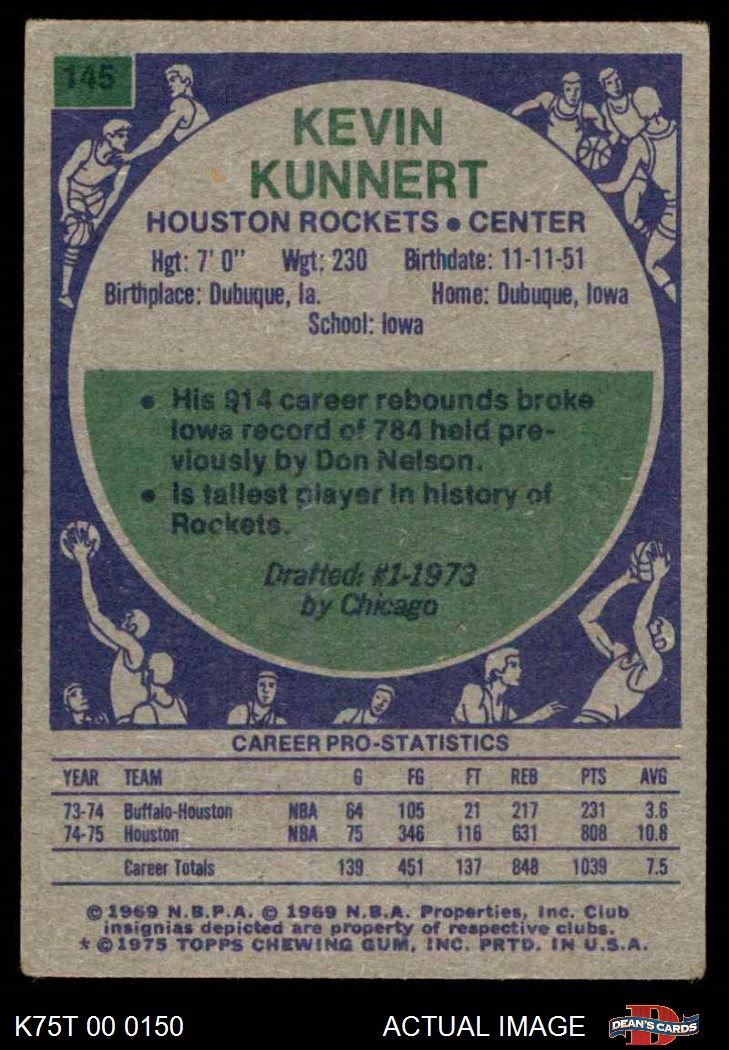 145
KEVIN
KUNNERT
HOUSTON ROCKETS • CENTER
Hgt: 7' 0" Wgt: 230 Birthdate: 11-11-51
Birthplace: Dubuque, Ia. Home: Dubuque, Iowa
School: Iowa
• His 914 career rebounds broke
Iowa record of 784 held pre-
viously by Don Nelson.
• Is tallest player in history of
Rockets.
Drafted: #1-1973
by Chicago
CAREER PRO-STATISTICS
YEAR TEAM G FG FT REB PTS AVG
73-74 Buffalo-Houston NBA 64 105 21 217 231 3.6
74-75 Houston NBA 75 346 116 631 808 10.8
Career Totals 139 451 137 848 1039 7.5
© 1969 N.B.P.A. © 1969 N.B.A. Properties, Inc. Club
insignias depicted are property of respective clubs.
* © 1975 TOPPS CHEWING GUM, INC. PRTD. IN U.S.A.
K75T 00 0150 ACTUAL IMAGE DEAN'S CARDS